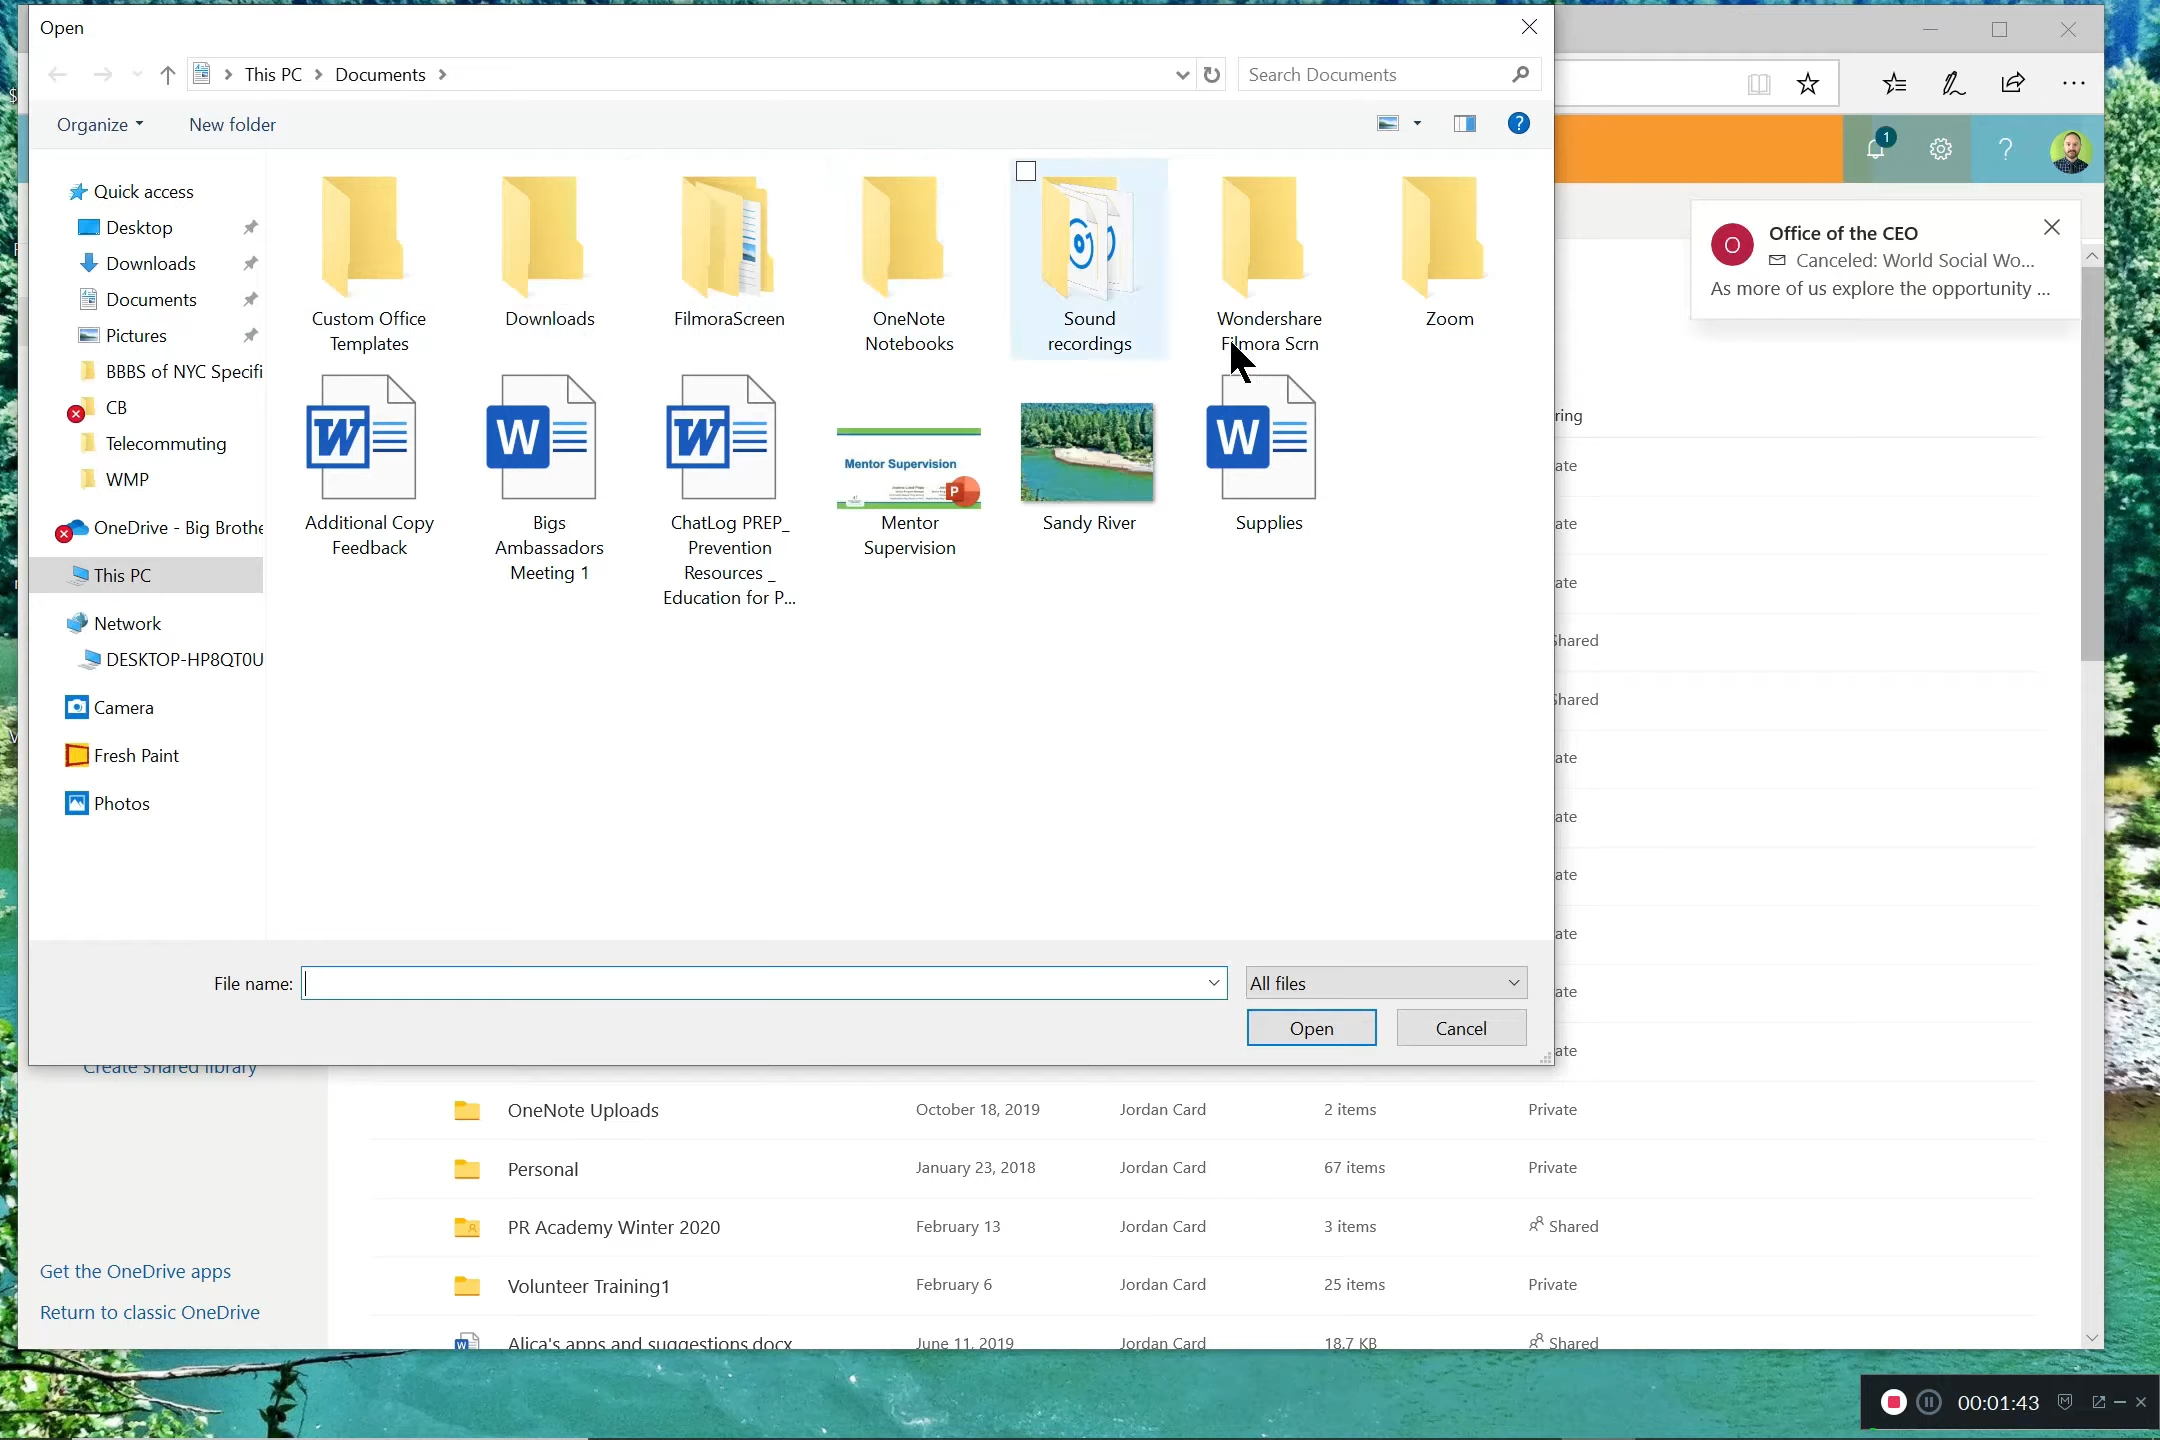 Open
This PC > Documents >
Search Documents
Organize
New folder
?
1
?
Quick access
Desktop
Downloads
Documents
Pictures
BBBS of NYC Specifi
CB
Telecommuting
WMP
OneDrive - Big Brothe
This PC
Network
DESKTOP-HP8QT0U
Camera
Fresh Paint
Photos
Custom Office
Templates
Downloads
FilmoraScreen
OneNote
Notebooks
Sound
recordings
Wondershare
Filmora Scrn
Zoom
Additional Copy
Feedback
Bigs
Ambassadors
Meeting 1
ChatLog PREP_
Prevention
Resources _
Education for P...
Mentor Supervision
Mentor
Supervision
Sandy River
Supplies
O
Office of the CEO
Canceled: World Social Wo...
As more of us explore the opportunity ...
ring
ate
ate
ate
Shared
Shared
ate
ate
ate
ate
ate
ate
File name:
All files
Open
Cancel
Create shared library
OneNote Uploads October 18, 2019 Jordan Card 2 items Private
Personal January 23, 2018 Jordan Card 67 items Private
PR Academy Winter 2020 February 13 Jordan Card 3 items Shared
Volunteer Training1 February 6 Jordan Card 25 items Private
Alica's apps and suggestions.docx June 11, 2019 Jordan Card 18.7 KB Shared
Get the OneDrive apps
Return to classic OneDrive
00:01:43